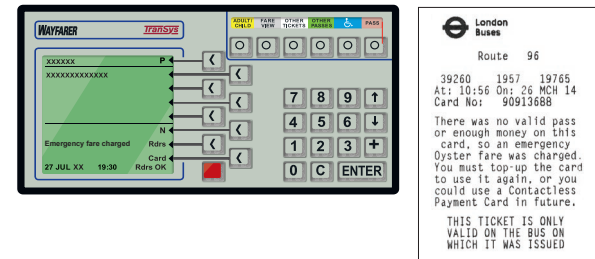 WAYFARER
TranSys
ADULT/ CHILD
FARE VIEW
OTHER TICKETS
OTHER PASSES
PASS
XXXXXX P
XXXXXXXXXXXXX
N
Emergency fare charged Rdrs
Card
27 JUL XX 19:30 Rdrs OK
7 8 9
4 5 6
1 2 3 +
0 C ENTER
London
Buses
Route 96
39260 1957 19765
At: 10:56 On: 26 MCH 14
Card No: 90913688
There was no valid pass
or enough money on this
card, so an emergency
Oyster fare was charged.
You must top-up the card
to use it again, or you
could use a Contactless
Payment Card in future.
THIS TICKET IS ONLY
VALID ON THE BUS ON
WHICH IT WAS ISSUED